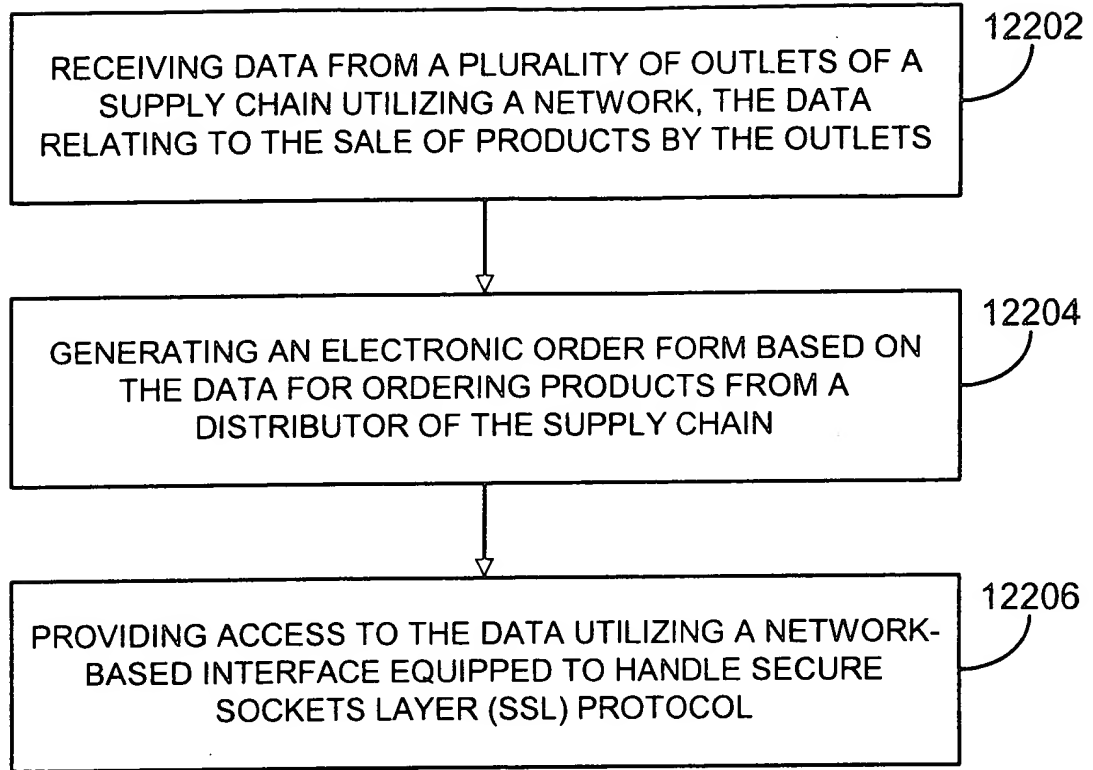 12202
RECEIVING DATA FROM A PLURALITY OF OUTLETS OF A
SUPPLY CHAIN UTILIZING A NETWORK, THE DATA
RELATING TO THE SALE OF PRODUCTS BY THE OUTLETS
12204
GENERATING AN ELECTRONIC ORDER FORM BASED ON
THE DATA FOR ORDERING PRODUCTS FROM A
DISTRIBUTOR OF THE SUPPLY CHAIN
12206
PROVIDING ACCESS TO THE DATA UTILIZING A NETWORK-
BASED INTERFACE EQUIPPED TO HANDLE SECURE
SOCKETS LAYER (SSL) PROTOCOL